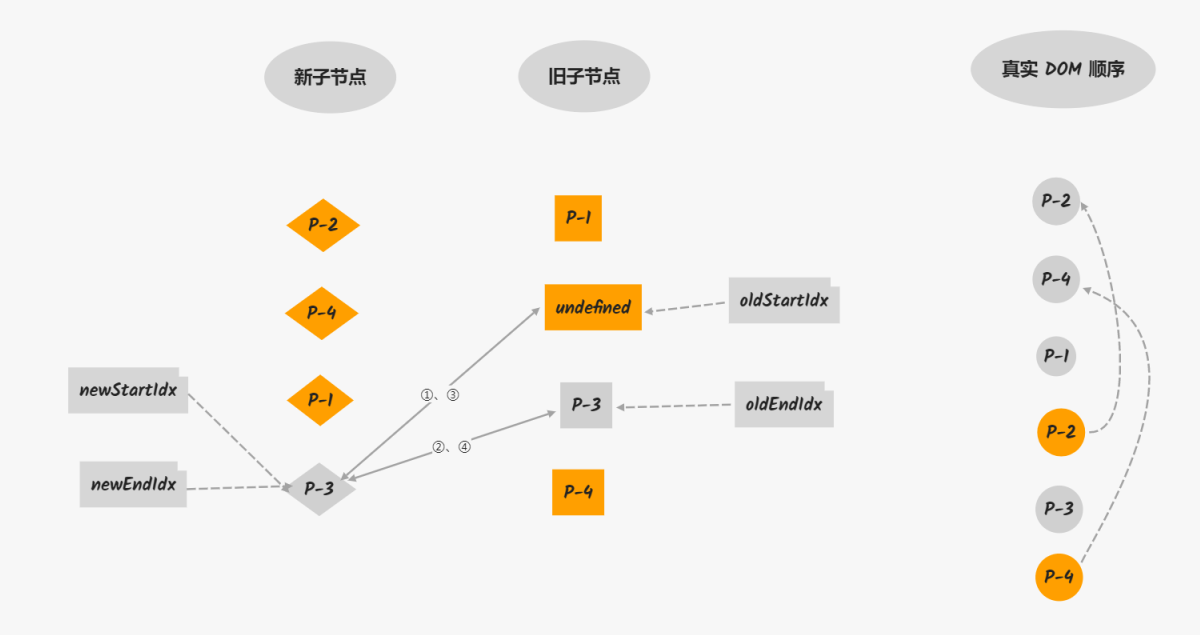 新子节点
旧子节点
真实 DOM 顺序
P-2
P-4
P-1
P-3
newStartIdx
newEndIdx
①、③
②、④
P-1
undefined
P-3
P-4
oldStartIdx
oldEndIdx
P-2
P-4
P-1
P-2
P-3
P-4